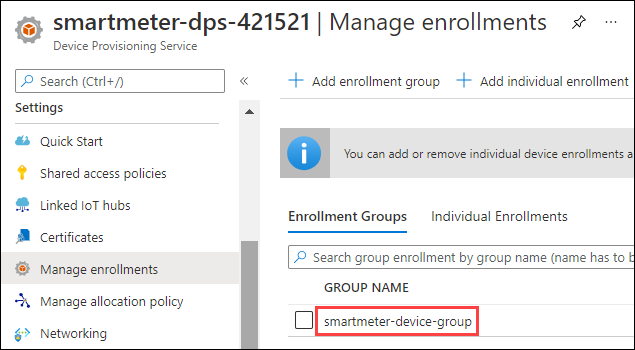 smartmeter-dps-421521 | Manage enrollments
Device Provisioning Service
Search (Ctrl+/)
Settings
Quick Start
Shared access policies
Linked IoT hubs
Certificates
Manage enrollments
Manage allocation policy
Networking
Add enrollment group
Add individual enrollment
You can add or remove individual device enrollments a
Enrollment Groups
Individual Enrollments
Search group enrollment by group name (name has to b
GROUP NAME
smartmeter-device-group